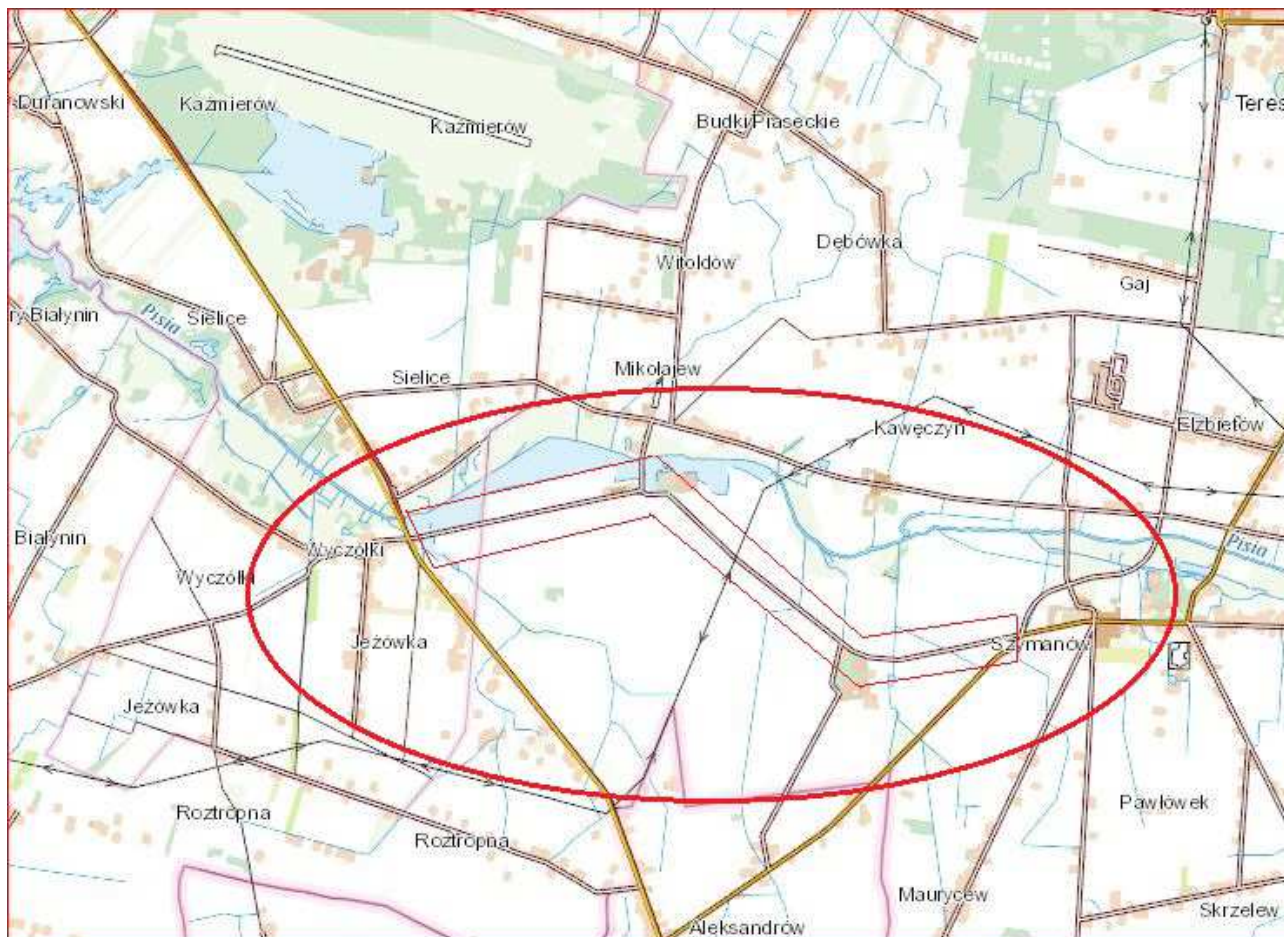 Duranowski
Kaźmierów
Kaźmierów
Budki Piaseckie
Teres
Dębówka
Witoldów
Gaj
ry Białynin
Pisia
Sielice
Sielice
Mikołajew
Kawęczyn
Elżbietów
Białynin
Wyczółki
Pisia
Wyczółki
Jeżówka
Szymanów
Jeżówka
Roztropna
Pawłówek
Roztropna
Maurycew
Skrzelew
Aleksandrów